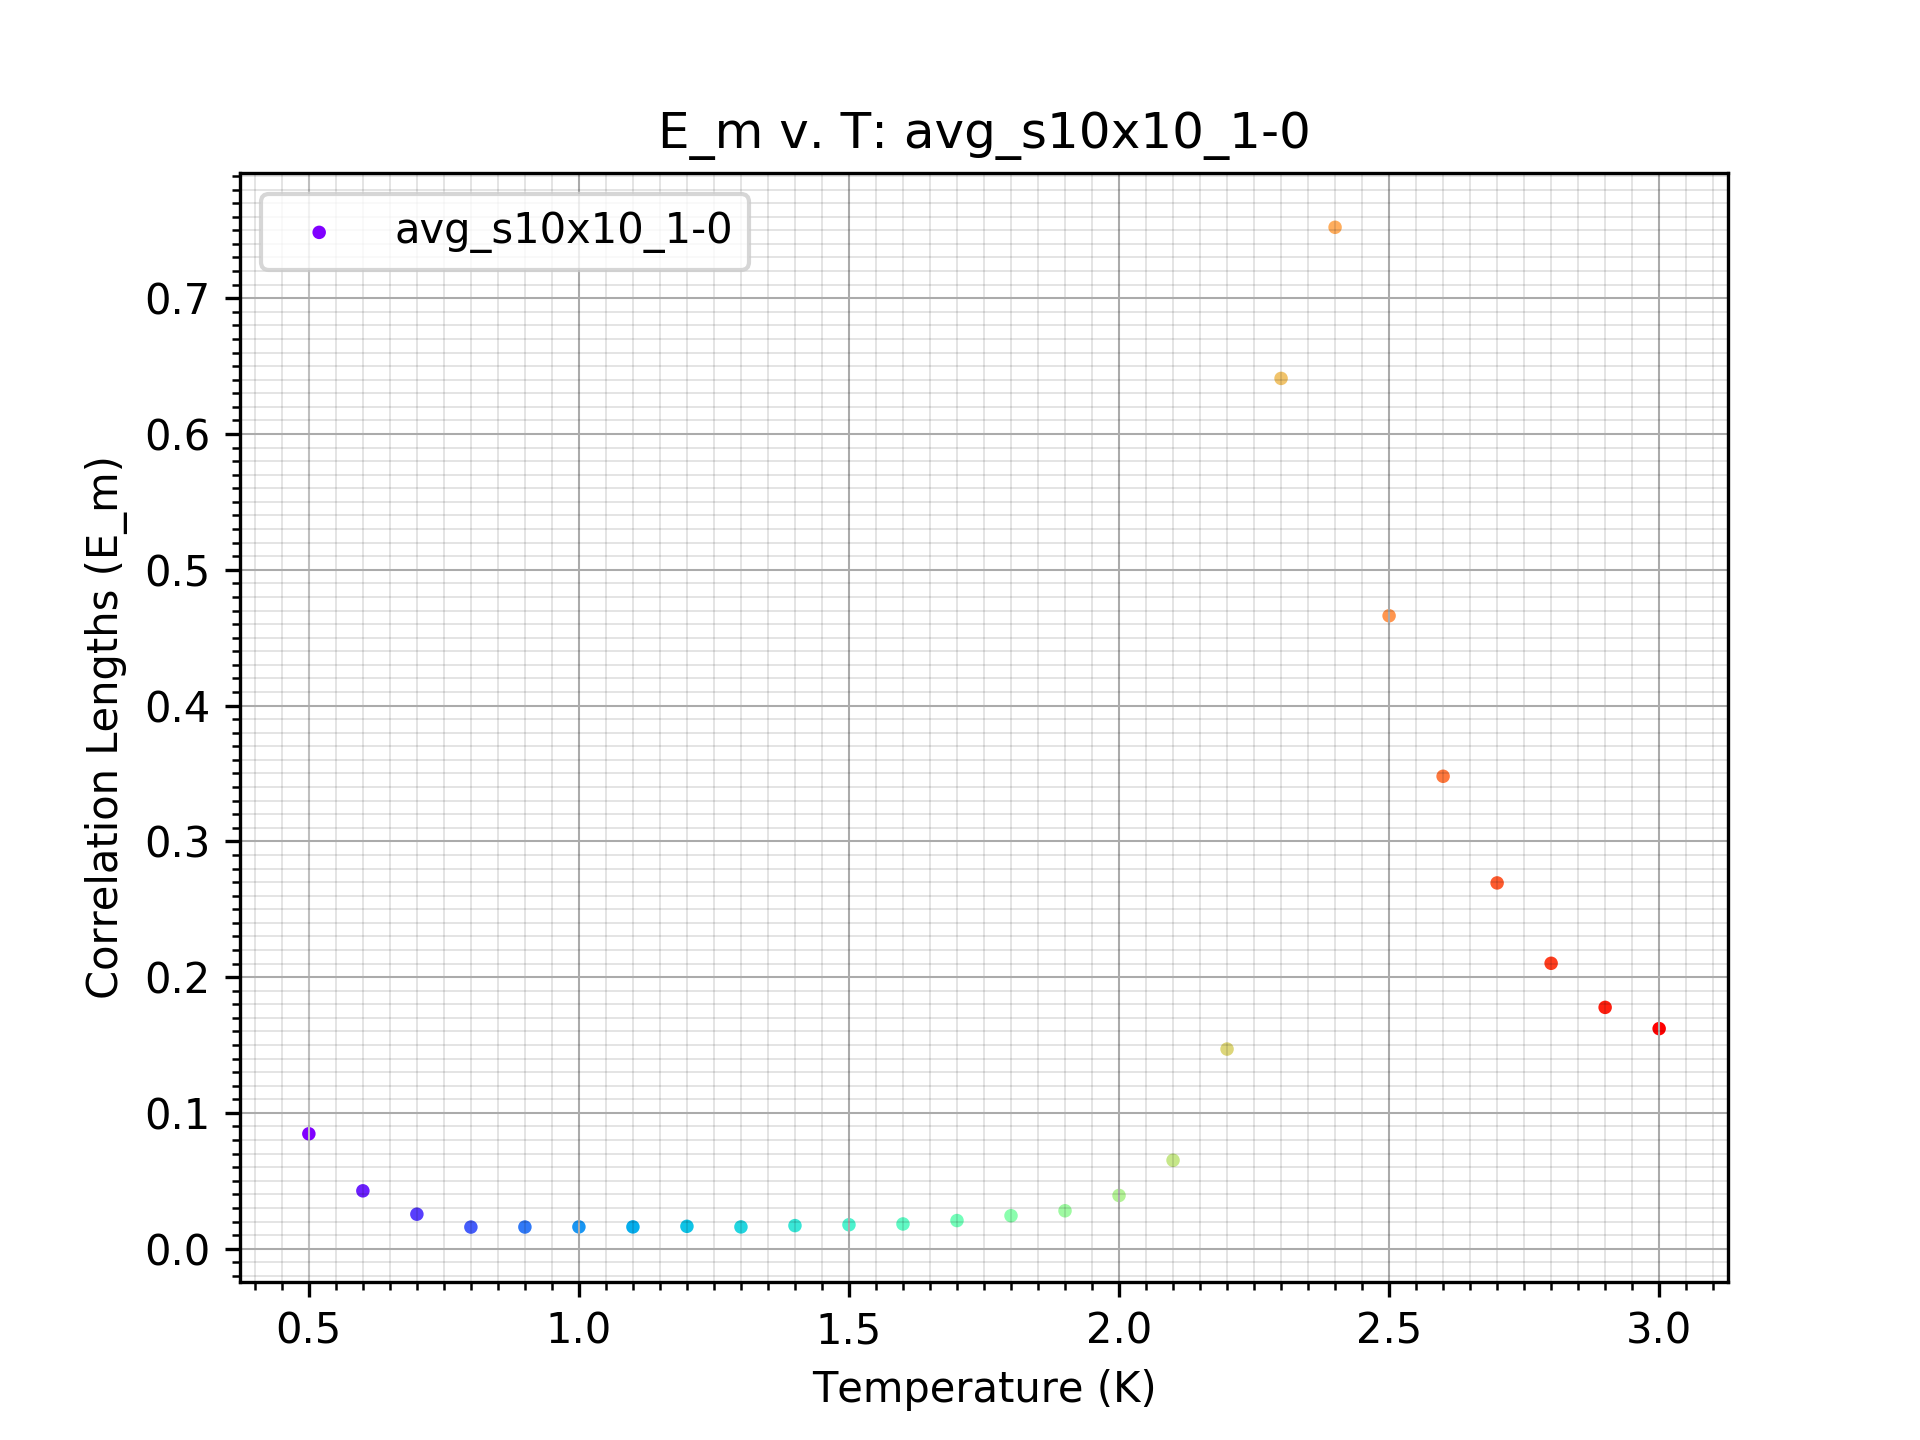 E_m v. T: avg_s10x10_1-0
avg_s10x10_1-0
Correlation Lengths (E_m)
0.7
0.6
0.5
0.4
0.3
0.2
0.1
0.0
0.5 1.0 1.5 2.0 2.5 3.0
Temperature (K)